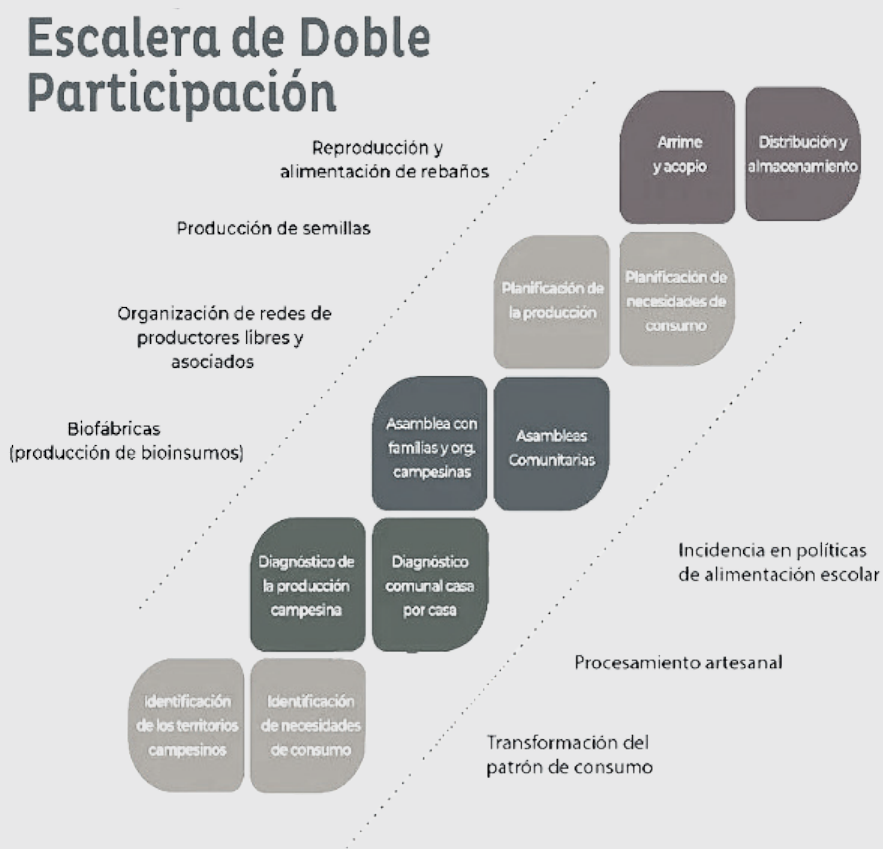 Escalera de Doble
Participación
Reproducción y
alimentación de rebaños
Producción de semillas
Organización de redes de
productores libres y
asociados
Biofábricas
(producción de bioinsumos)
Arrime
y acopio
Distribución y
almacenamiento
Planificación de
la producción
Planificación de
necesidades de
consumo
Asamblea con
familias y org.
campesinas
Asambleas
Comunitarias
Diagnóstico de
la producción
campesina
Diagnóstico
comunal casa
por casa
Identificación
de los territorios
campesinos
Identificación
de necesidades
de consumo
Incidencia en políticas
de alimentación escolar
Procesamiento artesanal
Transformación del
patrón de consumo